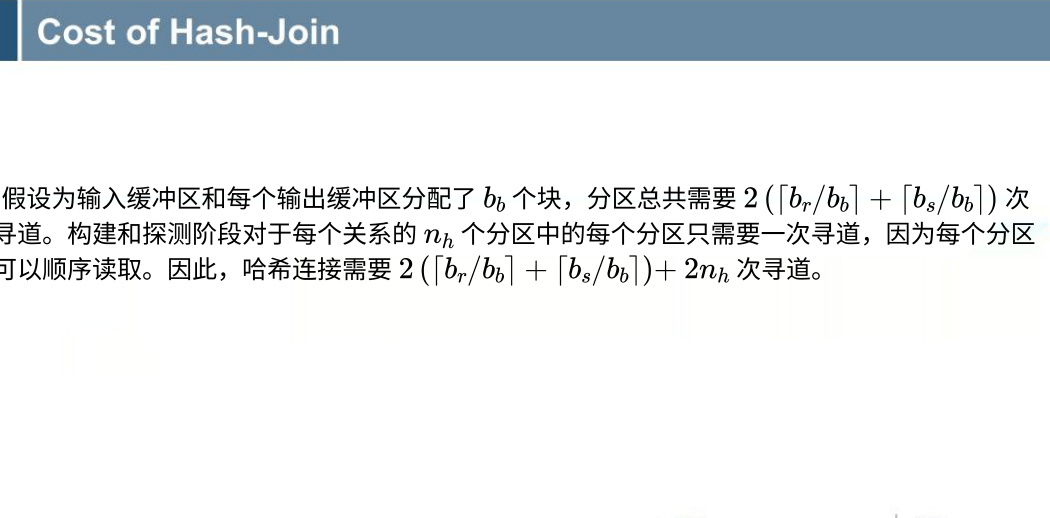 Cost of Hash-Join
假设为输入缓冲区和每个输出缓冲区分配了 $b_b$ 个块，分区总共需要 $2(\lceil b_r/b_b \rceil + \lceil b_s/b_b \rceil)$ 次
寻道。构建和探测阶段对于每个关系的 $n_h$ 个分区中的每个分区只需要一次寻道，因为每个分区
可以顺序读取。因此，哈希连接需要 $2(\lceil b_r/b_b \rceil + \lceil b_s/b_b \rceil) + 2n_h$ 次寻道。